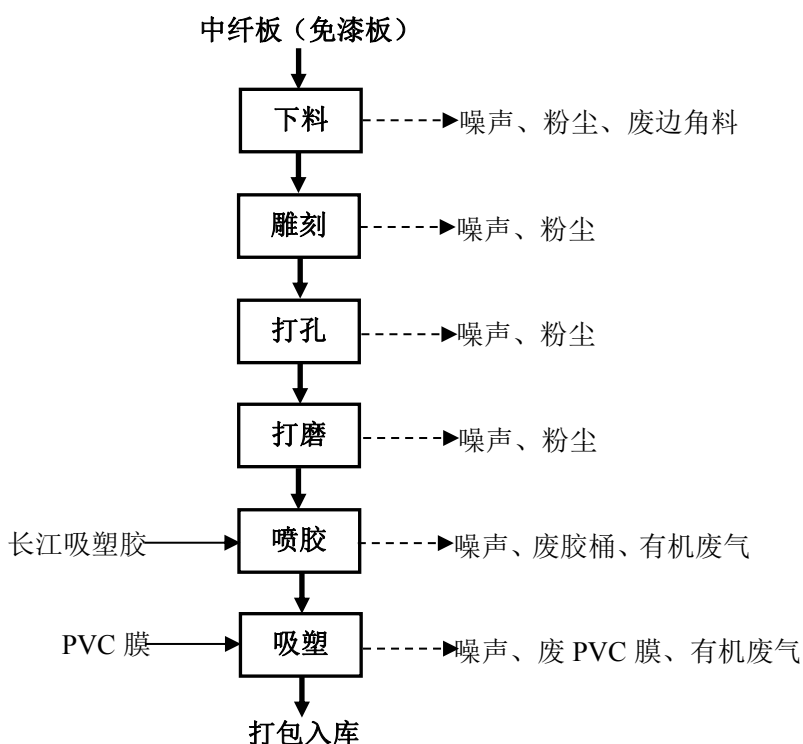 中纤板（免漆板）
下料
噪声、粉尘、废边角料
雕刻
噪声、粉尘
打孔
噪声、粉尘
打磨
噪声、粉尘
长江吸塑胶
喷胶
噪声、废胶桶、有机废气
PVC 膜
吸塑
噪声、废 PVC 膜、有机废气
打包入库